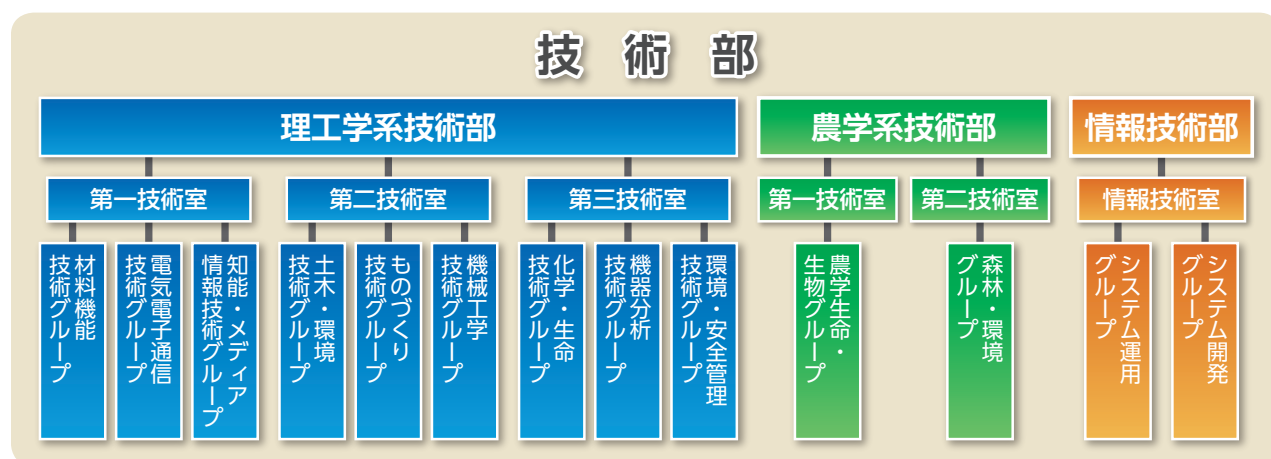 技術部
理工学系技術部
農学系技術部
情報技術部
第一技術室
第二技術室
第三技術室
第一技術室
第二技術室
情報技術室
材料機能
技術グループ
電気電子通信
技術グループ
知能・メディア
情報技術グループ
土木・環境
技術グループ
ものづくり
技術グループ
機械工学
技術グループ
化学・生命
技術グループ
機器分析
技術グループ
環境・安全管理
技術グループ
農学生命・
生物グループ
森林・環境
グループ
システム運用
グループ
システム開発
グループ